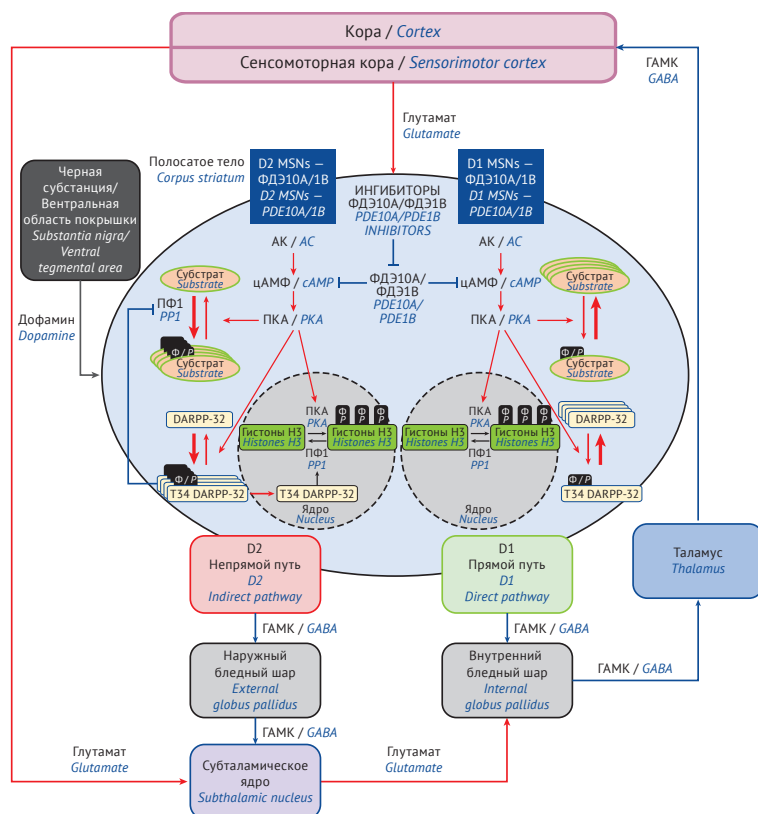 Кора / Cortex
Сенсомоторная кора / Sensorimotor cortex
ГАМК
GABA
Глутамат
Glutamate
Полосатое тело
Corpus striatum
D2 MSNs —
ФДЭ10А/1В
D2 MSNs —
PDE10A/1B
D1 MSNs —
ФДЭ10А/1В
D1 MSNs —
PDE10A/1B
Черная
субстанция/
Вентральная
область покрышки
Substantia nigra/
Ventral
tegmental area
ИНГИБИТОРЫ
ФДЭ10А/ФДЭ1В
PDE10A/PDE1B
INHIBITORS
АК / AC
АК / AC
цАМФ / cAMP
ФДЭ10А/
ФДЭ1В
PDE10A/
PDE1B
цАМФ / cAMP
Субстрат
Substrate
Субстрат
Substrate
ПФ1
PP1
ПКА / PKA
ПКА / PKA
Дофамин
Dopamine
Ф / P
Субстрат
Substrate
Ф / P
Субстрат
Substrate
DARPP-32
ПКА
PKA
Ф
P
Ф
P
Ф
P
Гистоны H3
Histones H3
Гистоны H3
Histones H3
ПФ1
PP1
ПКА
PKA
Ф
P
Ф
P
Ф
P
Гистоны H3
Histones H3
Гистоны H3
Histones H3
ПФ1
PP1
DARPP-32
Ф / P
T34 DARPP-32
T34 DARPP-32
Ф / P
T34 DARPP-32
Ядро
Nucleus
Ядро
Nucleus
D2
Непрямой путь
D2
Indirect pathway
D1
Прямой путь
D1
Direct pathway
Таламус
Thalamus
ГАМК / GABA
ГАМК / GABA
Наружный
бледный шар
External
globus pallidus
Внутренний
бледный шар
Internal
globus pallidus
ГАМК / GABA
ГАМК / GABA
Глутамат
Glutamate
Субталамическое
ядро
Subthalamic nucleus
Глутамат
Glutamate